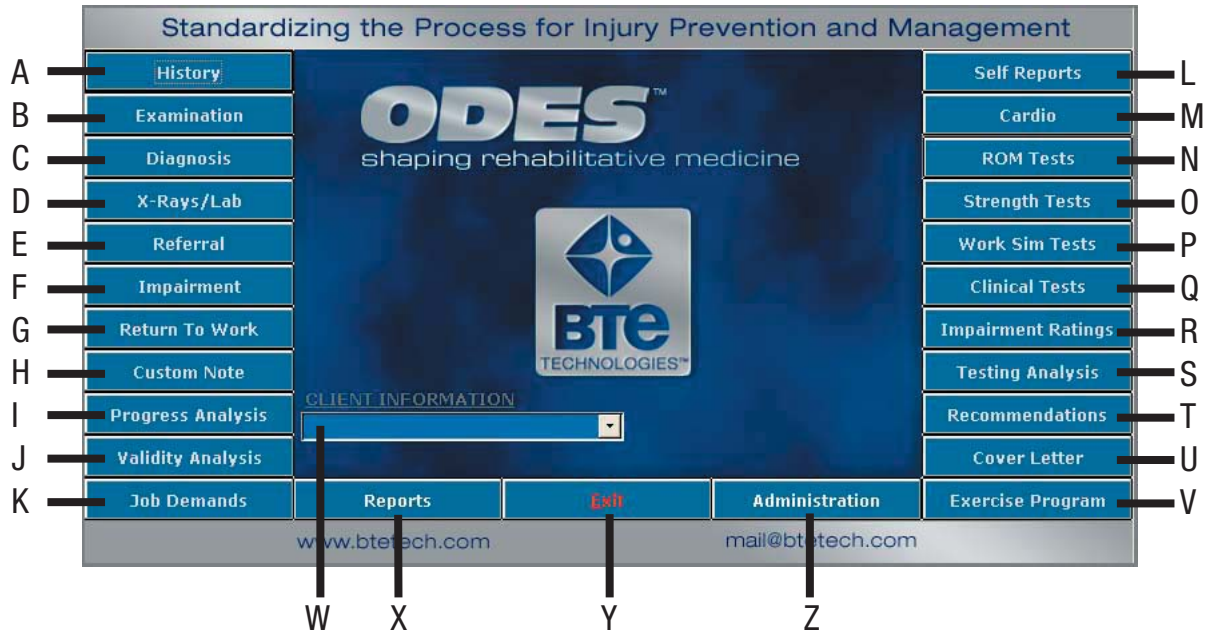 Standardizing the Process for Injury Prevention and Management
A History
B Examination
C Diagnosis
D X-Rays/Lab
E Referral
F Impairment
G Return To Work
H Custom Note
I Progress Analysis
J Validity Analysis
K Job Demands
ODES™
shaping rehabilitative medicine
BTE
TECHNOLOGIES™
CLIENT INFORMATION
Self Reports L
Cardio M
ROM Tests N
Strength Tests O
Work Sim Tests P
Clinical Tests Q
Impairment Ratings R
Testing Analysis S
Recommendations T
Cover Letter U
Exercise Program V
Reports Exit Administration
www.btetech.com mail@btetech.com
W X Y Z